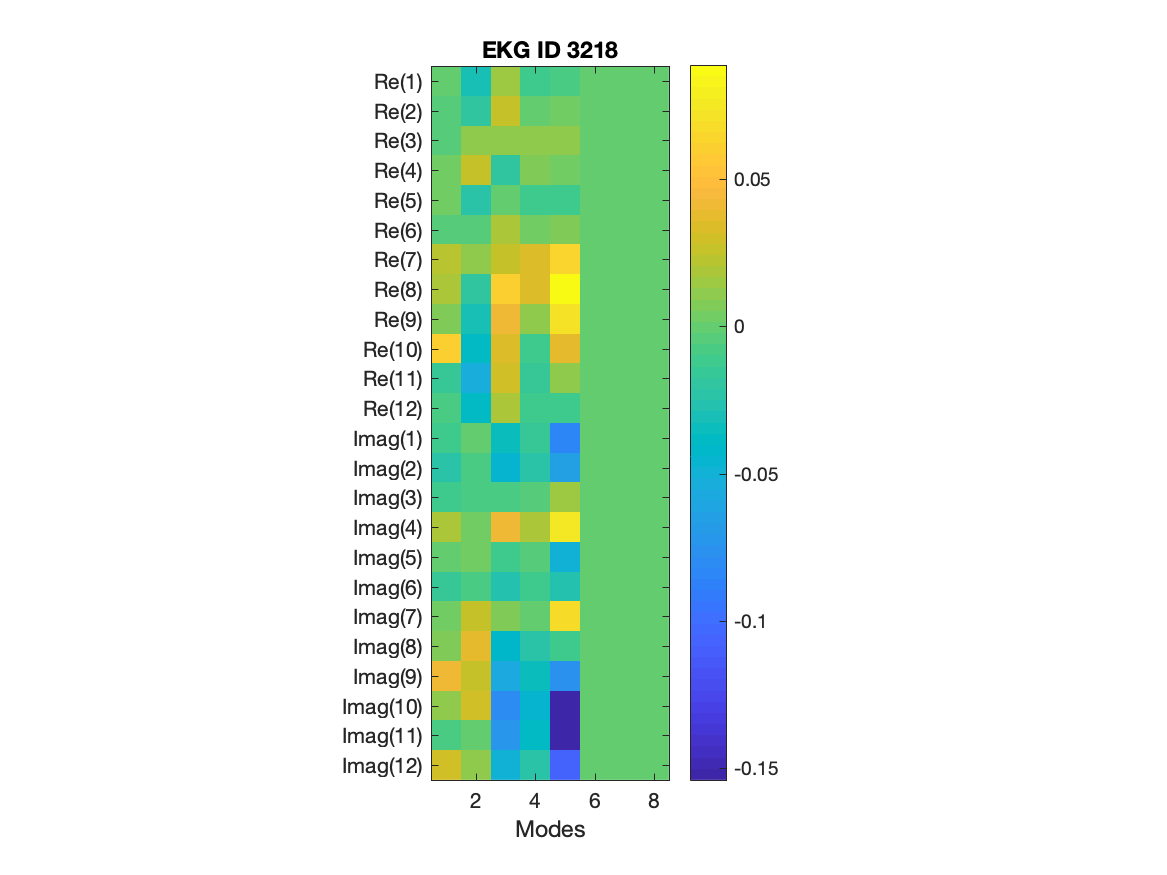 EKG ID 3218
Re(1)
Re(2)
Re(3)
Re(4)
Re(5)
Re(6)
Re(7)
Re(8)
Re(9)
Re(10)
Re(11)
Re(12)
Imag(1)
Imag(2)
Imag(3)
Imag(4)
Imag(5)
Imag(6)
Imag(7)
Imag(8)
Imag(9)
Imag(10)
Imag(11)
Imag(12)
2 4 6 8
Modes
0.05
0
-0.05
-0.1
-0.15